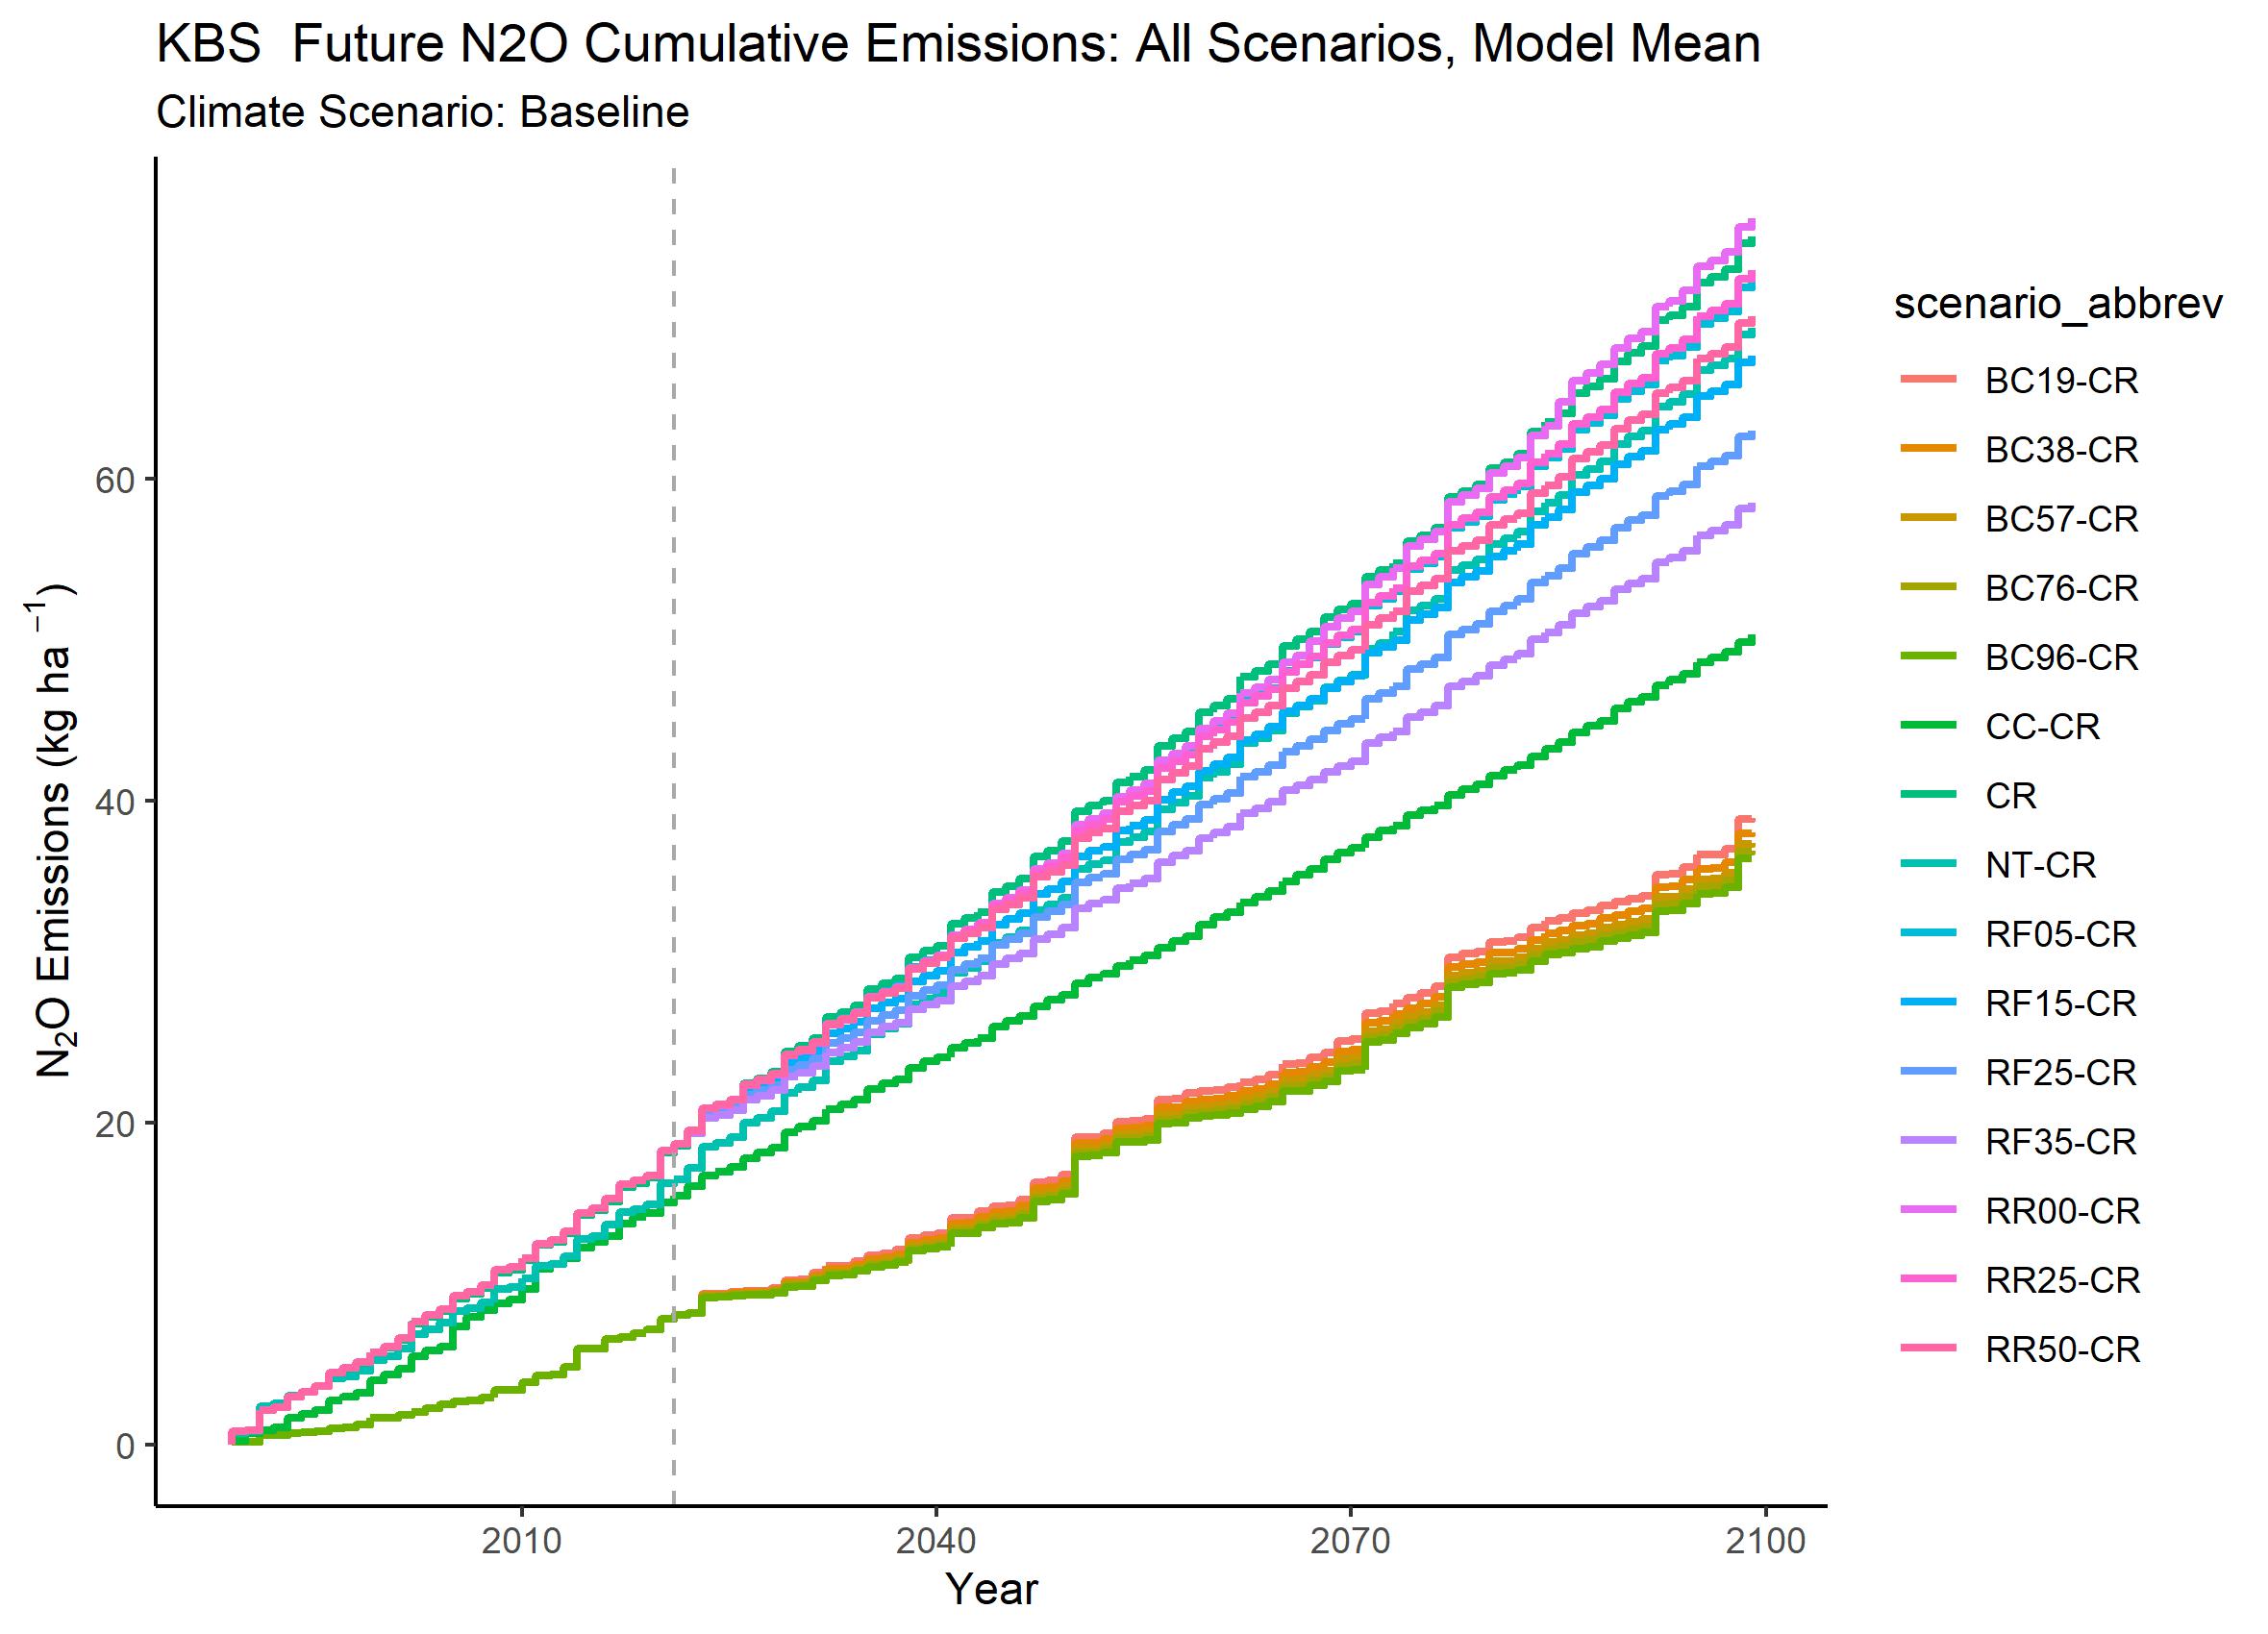 KBS  Future N2O Cumulative Emissions: All Scenarios, Model Mean
Climate Scenario: Baseline
N₂O Emissions (kg ha ⁻¹)
60
40
20
0
2010
2040
2070
2100
Year
scenario_abbrev
BC19-CR
BC38-CR
BC57-CR
BC76-CR
BC96-CR
CC-CR
CR
NT-CR
RF05-CR
RF15-CR
RF25-CR
RF35-CR
RR00-CR
RR25-CR
RR50-CR